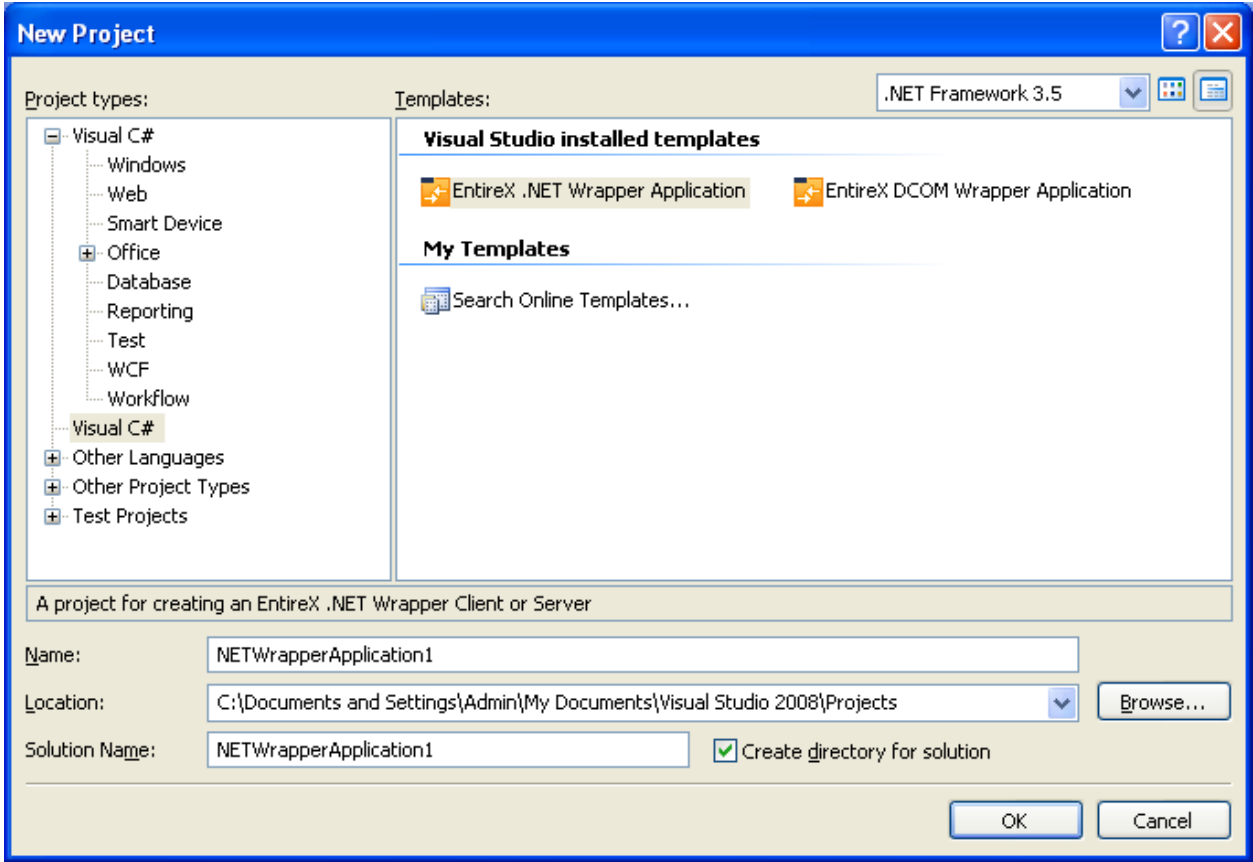 New Project
Project types:
Templates:
.NET Framework 3.5
Visual C#
Windows
Web
Smart Device
Office
Database
Reporting
Test
WCF
Workflow
Visual C#
Other Languages
Other Project Types
Test Projects
Visual Studio installed templates
EntireX .NET Wrapper Application
EntireX DCOM Wrapper Application
My Templates
Search Online Templates...
A project for creating an EntireX .NET Wrapper Client or Server
Name:
NETWrapperApplication1
Location:
C:\Documents and Settings\Admin\My Documents\Visual Studio 2008\Projects
Browse...
Solution Name:
NETWrapperApplication1
Create directory for solution
OK
Cancel